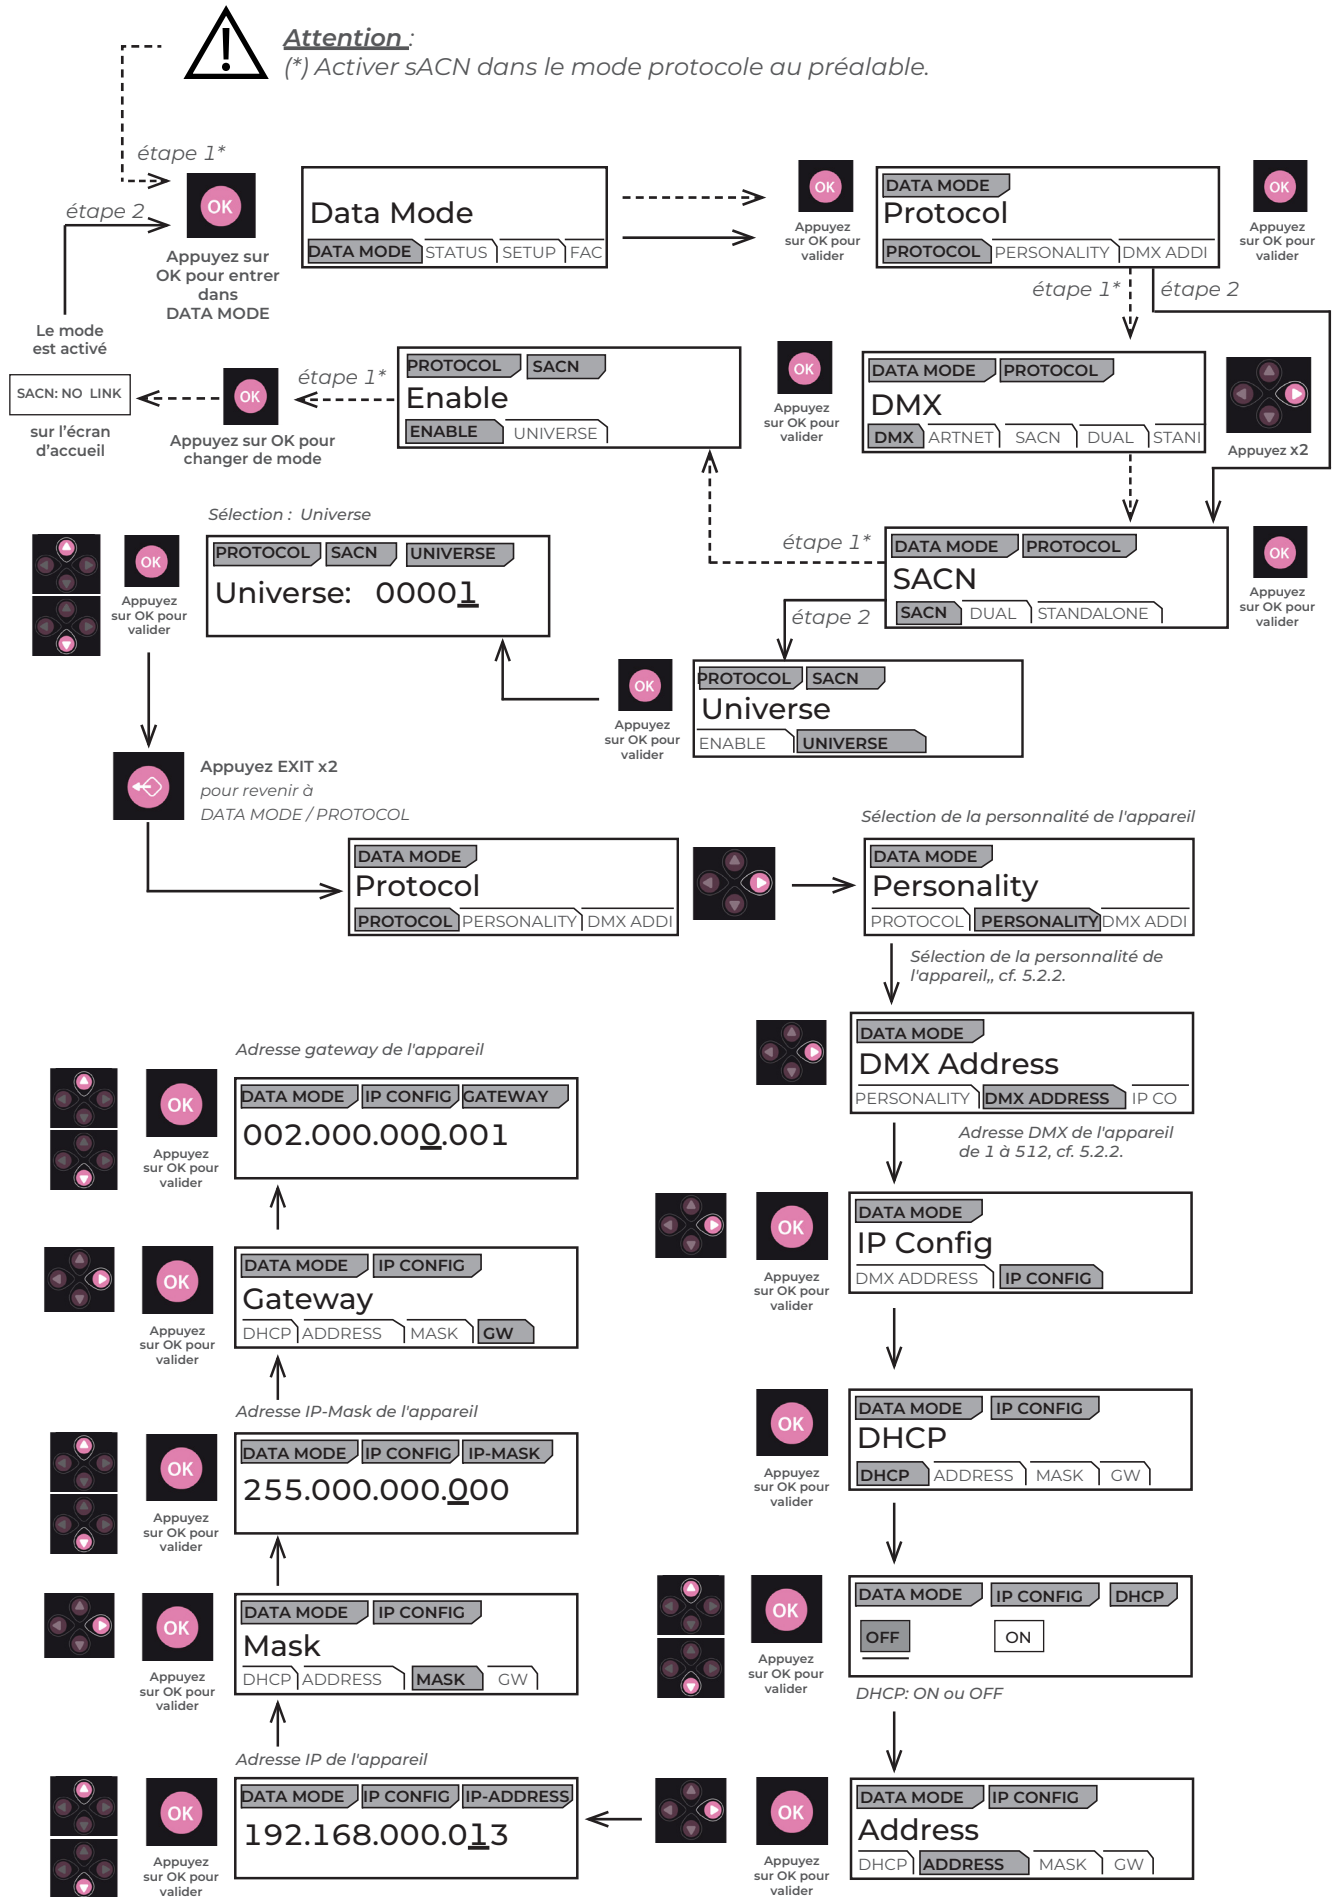 Attention :
(*) Activer sACN dans le mode protocole au préalable.
étape 1*
étape 2
OK
Appuyez sur
OK pour entrer
dans
DATA MODE
Data Mode
DATA MODE STATUS SETUP FAC
OK
Appuyez
sur OK pour
valider
DATA MODE
Protocol
PROTOCOL PERSONALITY DMX ADDI
OK
Appuyez
sur OK pour
valider
étape 1*
étape 2
Le mode
est activé
SACN: NO LINK
sur l'écran
d'accueil
OK
Appuyez sur OK pour
changer de mode
étape 1*
PROTOCOL SACN
Enable
ENABLE UNIVERSE
OK
Appuyez
sur OK pour
valider
DATA MODE PROTOCOL
DMX
DMX ARTNET SACN DUAL STANI
Appuyez x2
étape 1*
DATA MODE PROTOCOL
SACN
SACN DUAL STANDALONE
OK
Appuyez
sur OK pour
valider
étape 2
Sélection : Universe
OK
Appuyez
sur OK pour
valider
PROTOCOL SACN UNIVERSE
Universe: 00001
OK
Appuyez
sur OK pour
valider
PROTOCOL SACN
Universe
ENABLE UNIVERSE
Appuyez EXIT x2
pour revenir à
DATA MODE / PROTOCOL
DATA MODE
Protocol
PROTOCOL PERSONALITY DMX ADDI
Sélection de la personnalité de l'appareil
DATA MODE
Personality
PROTOCOL PERSONALITY DMX ADDI
Sélection de la personnalité de
l'appareil,, cf. 5.2.2.
DATA MODE
DMX Address
PERSONALITY DMX ADDRESS IP CO
Adresse DMX de l'appareil
de 1 à 512, cf. 5.2.2.
OK
Appuyez
sur OK pour
valider
DATA MODE
IP Config
DMX ADDRESS IP CONFIG
OK
Appuyez
sur OK pour
valider
DATA MODE IP CONFIG
DHCP
DHCP ADDRESS MASK GW
OK
Appuyez
sur OK pour
valider
DATA MODE IP CONFIG DHCP
OFF ON
DHCP: ON ou OFF
OK
Appuyez
sur OK pour
valider
DATA MODE IP CONFIG
Address
DHCP ADDRESS MASK GW
Adresse IP de l'appareil
OK
Appuyez
sur OK pour
valider
DATA MODE IP CONFIG IP-ADDRESS
192.168.000.013
OK
Appuyez
sur OK pour
valider
DATA MODE IP CONFIG
Mask
DHCP ADDRESS MASK GW
Adresse IP-Mask de l'appareil
OK
Appuyez
sur OK pour
valider
DATA MODE IP CONFIG IP-MASK
255.000.000.000
OK
Appuyez
sur OK pour
valider
DATA MODE IP CONFIG
Gateway
DHCP ADDRESS MASK GW
Adresse gateway de l'appareil
OK
Appuyez
sur OK pour
valider
DATA MODE IP CONFIG GATEWAY
002.000.000.001